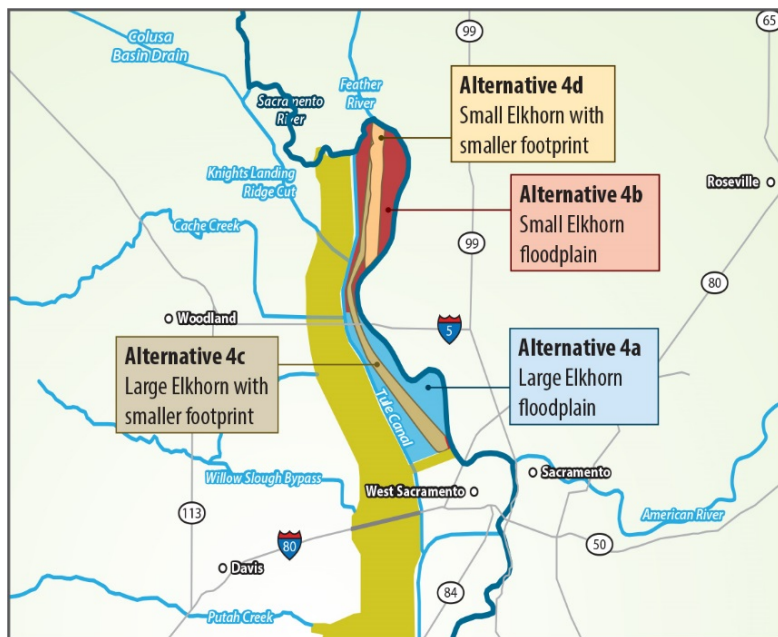 Colusa
Basin Drain
99
65
Feather
River
Sacramento
River
Alternative 4d
Small Elkhorn with
smaller footprint
Knights Landing
Ridge Cut
Roseville
Alternative 4b
Small Elkhorn
floodplain
Cache Creek
99
80
Woodland
5
Alternative 4c
Large Elkhorn with
smaller footprint
Alternative 4a
Large Elkhorn
floodplain
Tule Canal
Willow Slough Bypass
West Sacramento
Sacramento
American River
113
80
Davis
50
84
Putah Creek